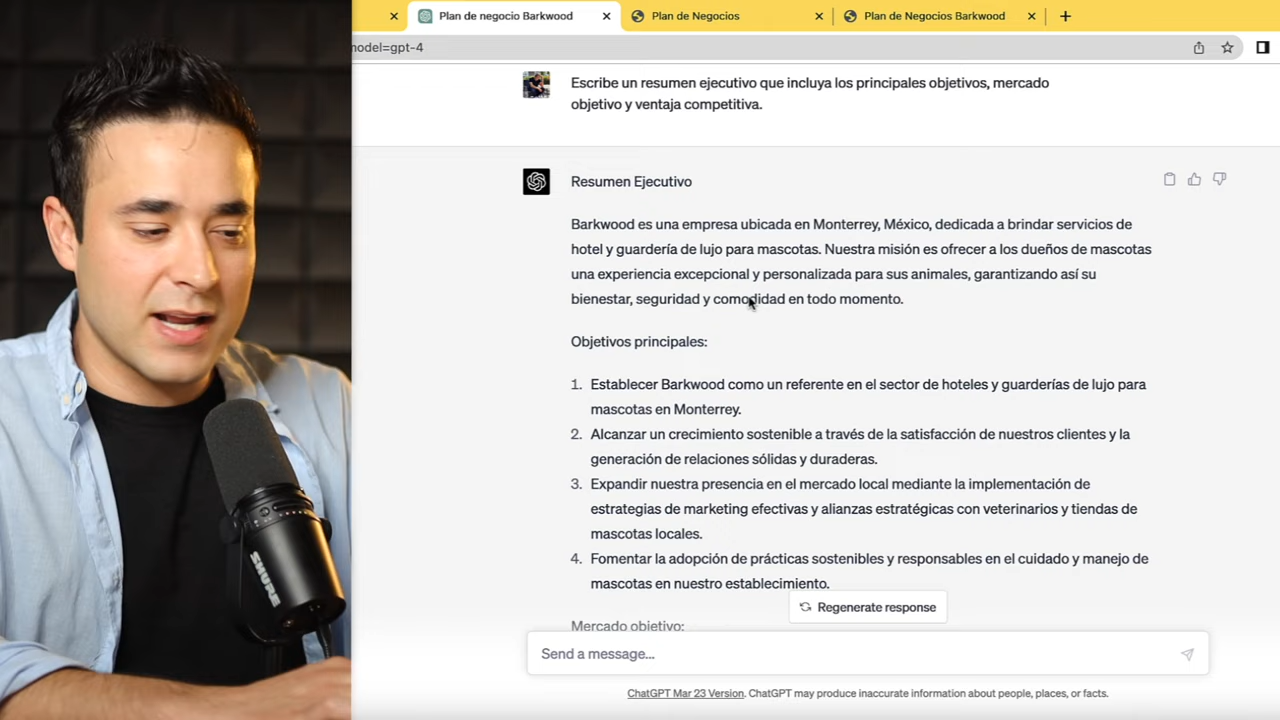 Plan de negocio Barkwood
Plan de Negocios
Plan de Negocios Barkwood
model=gpt-4
Escribe un resumen ejecutivo que incluya los principales objetivos, mercado
objetivo y ventaja competitiva.
Resumen Ejecutivo
Barkwood es una empresa ubicada en Monterrey, México, dedicada a brindar servicios de
hotel y guardería de lujo para mascotas. Nuestra misión es ofrecer a los dueños de mascotas
una experiencia excepcional y personalizada para sus animales, garantizando así su
bienestar, seguridad y comodidad en todo momento.
Objetivos principales:
1. Establecer Barkwood como un referente en el sector de hoteles y guarderías de lujo para
mascotas en Monterrey.
2. Alcanzar un crecimiento sostenible a través de la satisfacción de nuestros clientes y la
generación de relaciones sólidas y duraderas.
3. Expandir nuestra presencia en el mercado local mediante la implementación de
estrategias de marketing efectivas y alianzas estratégicas con veterinarios y tiendas de
mascotas locales.
4. Fomentar la adopción de prácticas sostenibles y responsables en el cuidado y manejo de
mascotas en nuestro establecimiento.
Regenerate response
Mercado objetivo:
Send a message...
ChatGPT Mar 23 Version. ChatGPT may produce inaccurate information about people, places, or facts.
SHURE